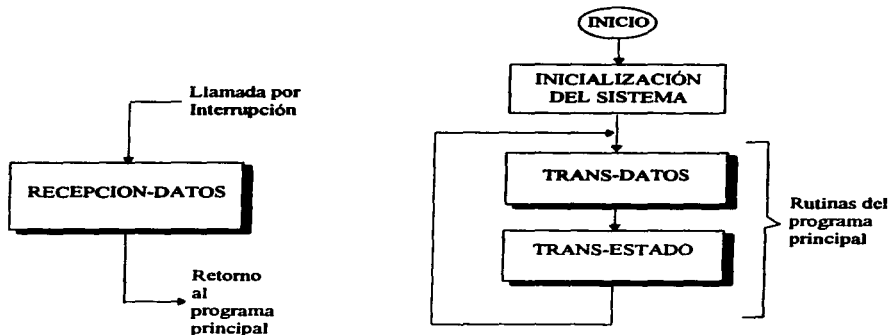 Llamada por
Interrupción
RECEPCION-DATOS
Retorno
al
programa
principal
INICIO
INICIALIZACIÓN
DEL SISTEMA
TRANS-DATOS
TRANS-ESTADO
Rutinas del
programa
principal